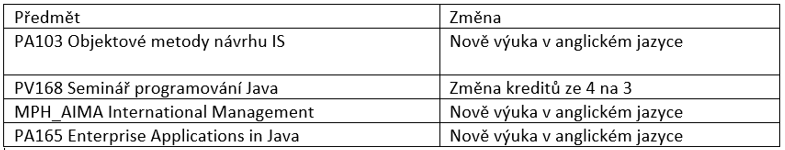 Předmět Změna
PA103 Objektové metody návrhu IS Nově výuka v anglickém jazyce
PV168 Seminář programování Java Změna kreditů ze 4 na 3
MPH_AIMA International Management Nově výuka v anglickém jazyce
PA165 Enterprise Applications in Java Nově výuka v anglickém jazyce